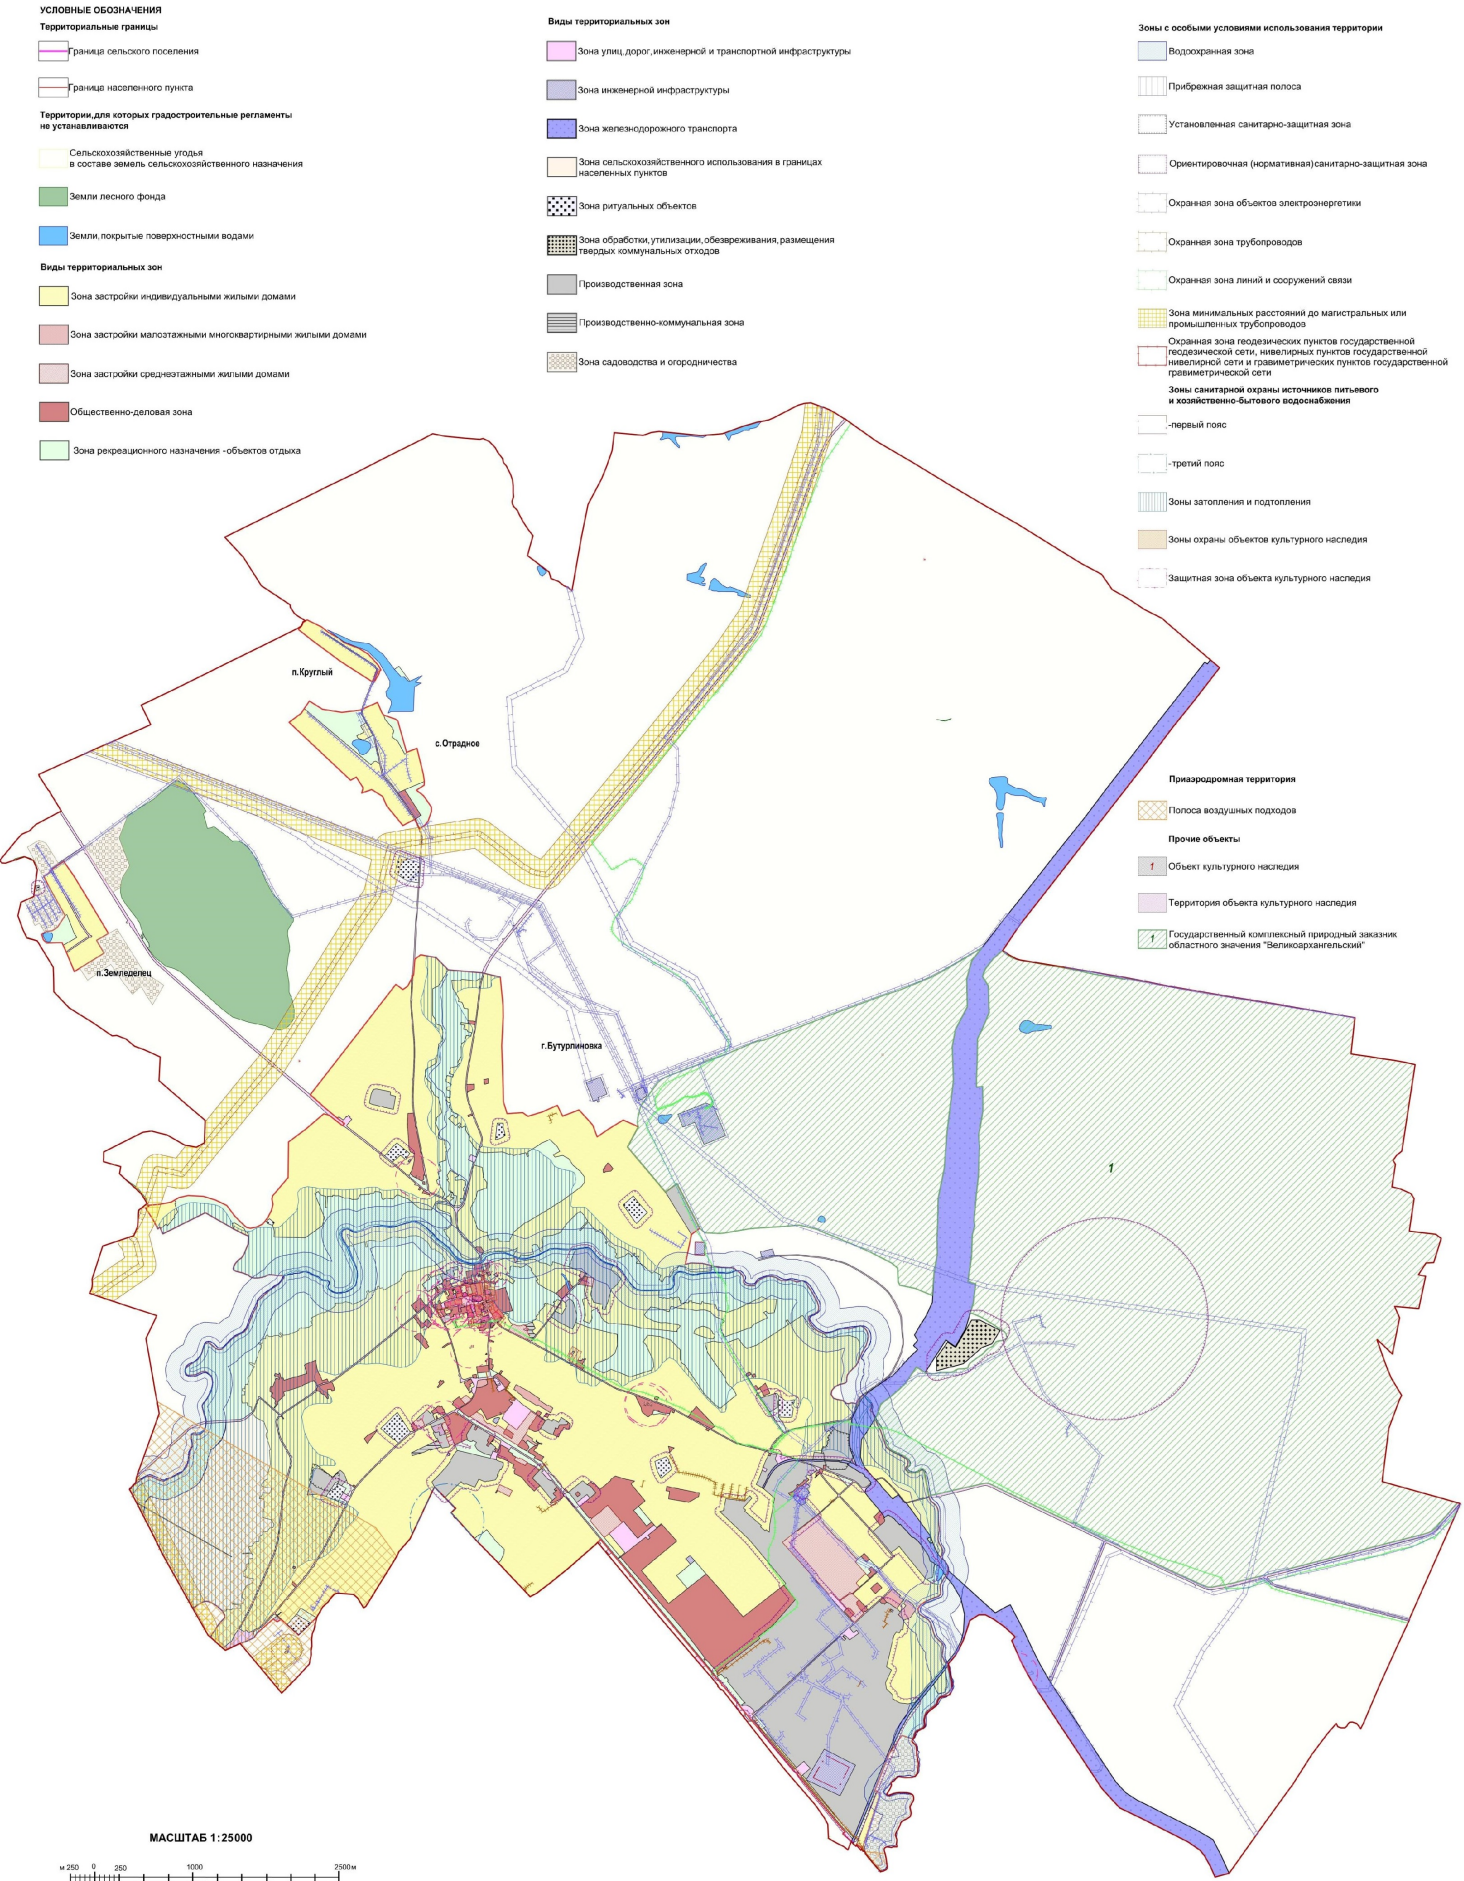 УСЛОВНЫЕ ОБОЗНАЧЕНИЯ
Территориальные границы
Граница сельского поселения
Граница населенного пункта
Территории,для которых градостроительные регламенты
не устанавливаются
Сельскохозяйственные угодья
в составе земель сельскохозяйственного назначения
Земли лесного фонда
Земли,покрытые поверхностными водами
Виды территориальных зон
Зона застройки индивидуальными жилыми домами
Зона застройки малоэтажными многоквартирными жилыми домами
Зона застройки среднеэтажными жилыми домами
Общественно-деловая зона
Зона рекреационного назначения -объектов отдыха
Виды территориальных зон
Зона улиц,дорог,инженерной и транспортной инфраструктуры
Зона инженерной инфраструктуры
Зона железнодорожного транспорта
Зона сельскохозяйственного использования в границах
населенных пунктов
Зона ритуальных объектов
Зона обработки,утилизации,обезвреживания,размещения
твердых коммунальных отходов
Производственная зона
Производственно-коммунальная зона
Зона садоводства и огородничества
Зоны с особыми условиями использования территории
Водоохранная зона
Прибрежная защитная полоса
Установленная санитарно-защитная зона
Ориентировочная (нормативная)санитарно-защитная зона
Охранная зона объектов электроэнергетики
Охранная зона трубопроводов
Охранная зона линий и сооружений связи
Зона минимальных расстояний до магистральных или
промышленных трубопроводов
Охранная зона геодезических пунктов государственной
геодезической сети, нивелирных пунктов государственной
нивелирной сети и гравиметрических пунктов государственной
гравиметрической сети
Зоны санитарной охраны источников питьевого
и хозяйственно-бытового водоснабжения
-первый пояс
-третий пояс
Зоны затопления и подтопления
Зоны охраны объектов культурного наследия
Защитная зона объекта культурного наследия
Приаэродромная территория
Полоса воздушных подходов
Прочие объекты
1 Объект культурного наследия
Территория объекта культурного наследия
1 Государственный комплексный природный заказник
областного значения "Великоархангельский"
п.Круглый
с.Отрадное
п.Земледелец
г.Бутурлиновка
1
МАСШТАБ 1:25000
м 250 0 250 1000 2500м